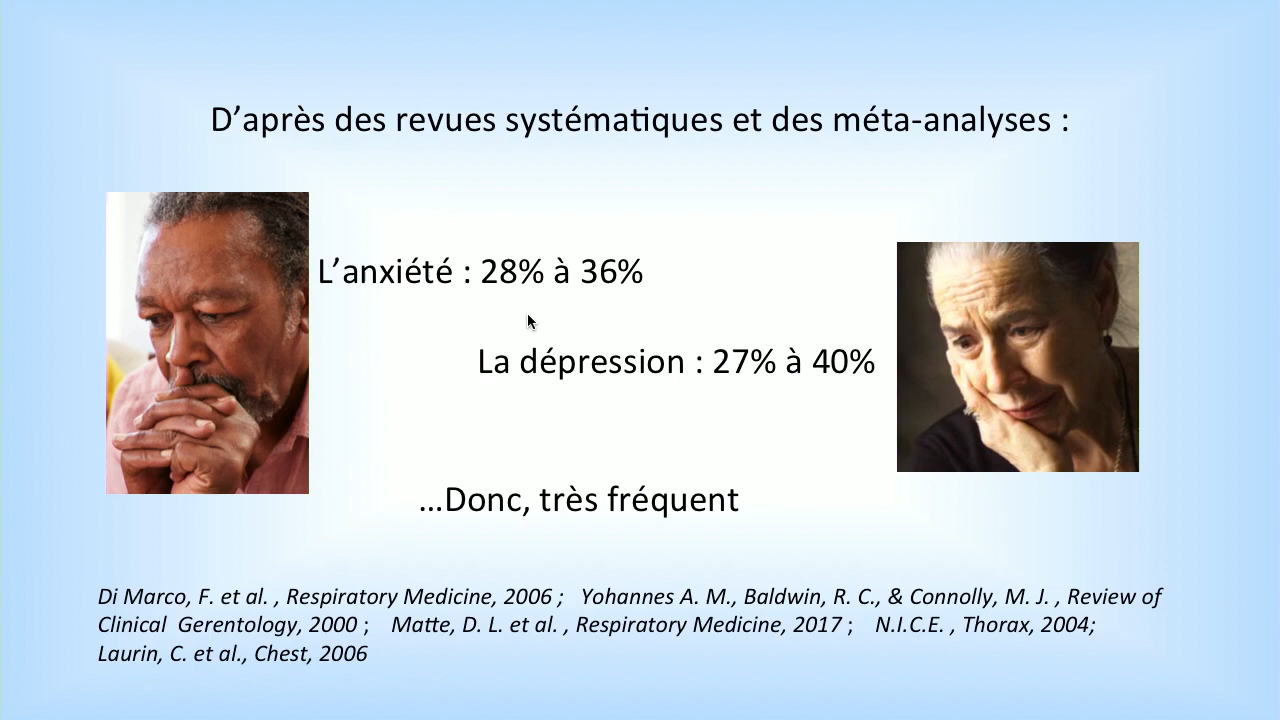 D’après des revues systématiques et des méta-analyses :
L’anxiété : 28% à 36%
La dépression : 27% à 40%
…Donc, très fréquent
Di Marco, F. et al. , Respiratory Medicine, 2006 ; Yohannes A. M., Baldwin, R. C., & Connolly, M. J. , Review of
Clinical Gerentology, 2000 ; Matte, D. L. et al. , Respiratory Medicine, 2017 ; N.I.C.E. , Thorax, 2004;
Laurin, C. et al., Chest, 2006